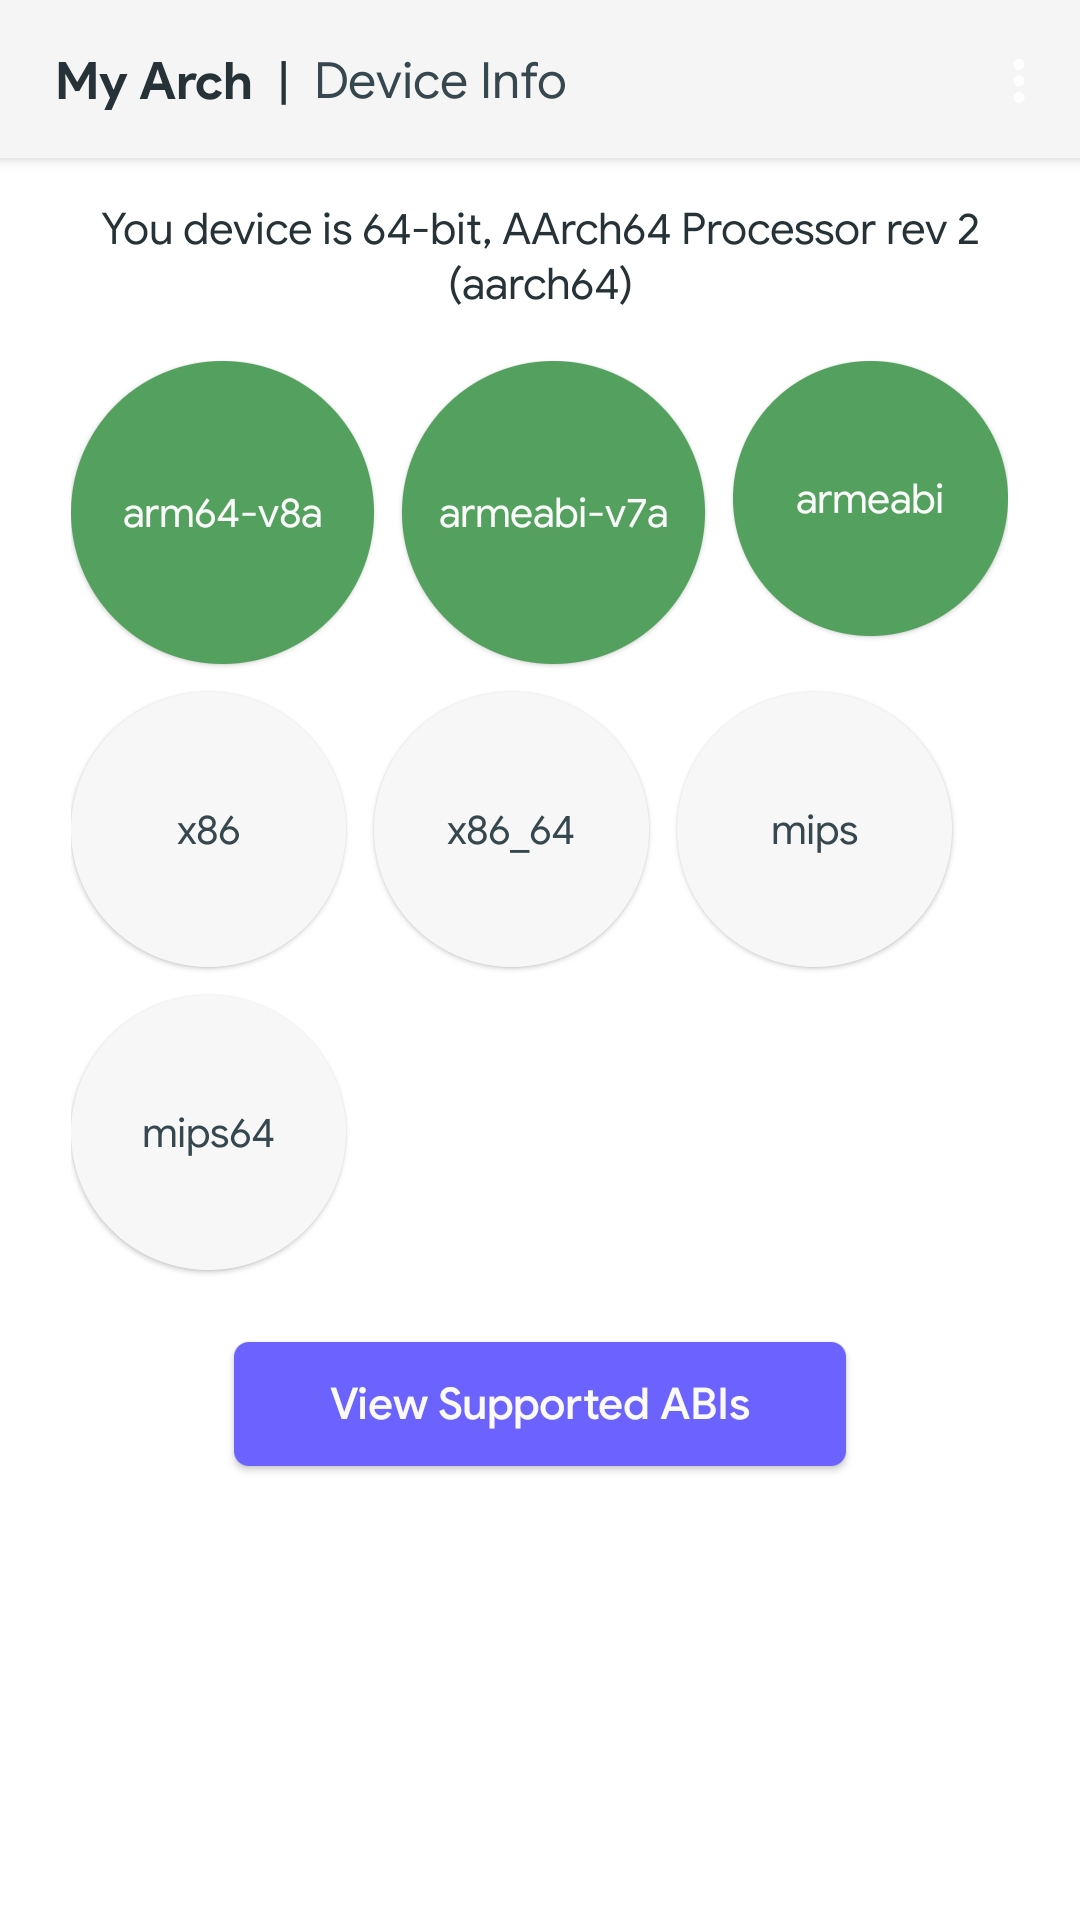 My Arch | Device Info
You device is 64-bit, AArch64 Processor rev 2
(aarch64)
arm64-v8a
armeabi-v7a
armeabi
x86
x86_64
mips
mips64
View Supported ABIs